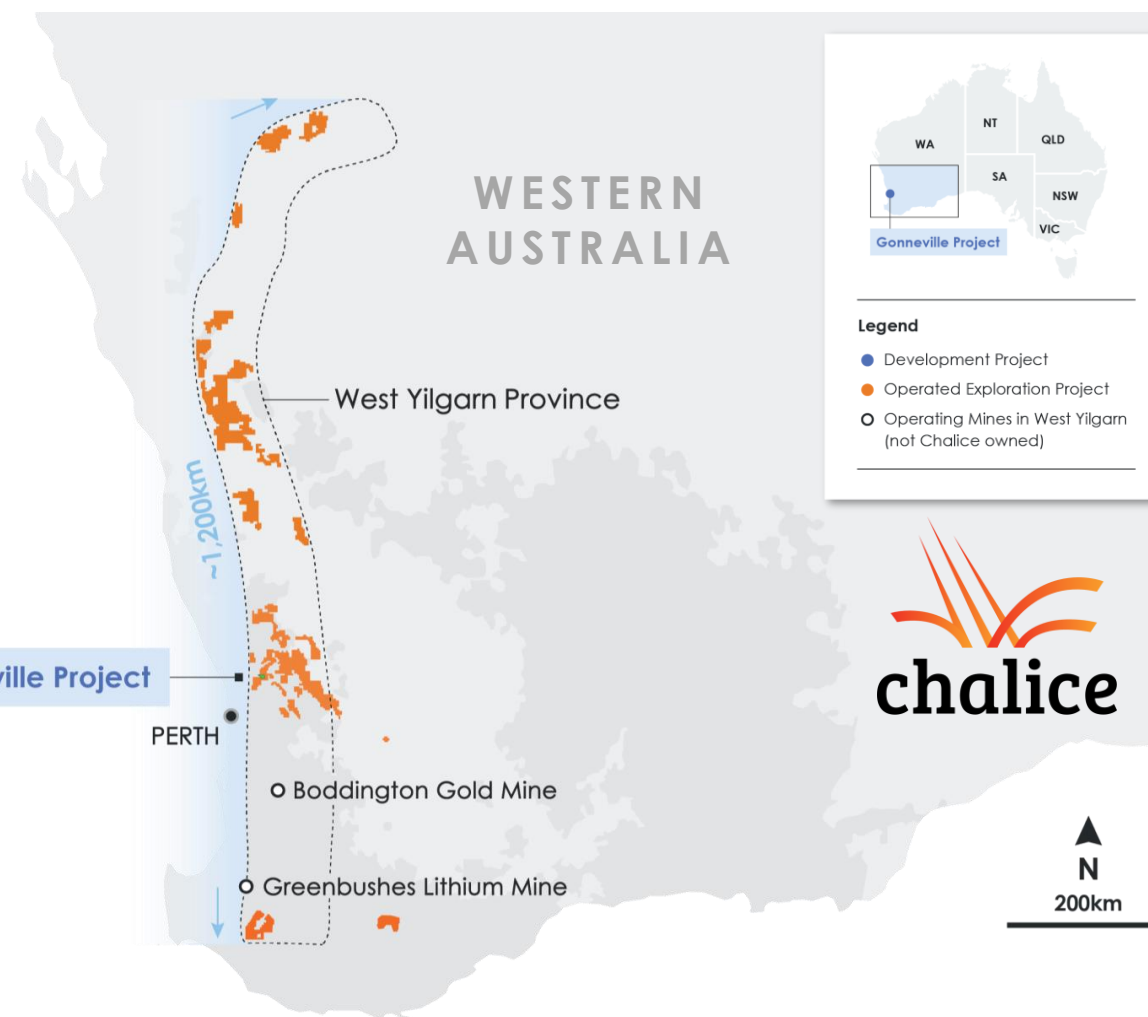 WESTERN
AUSTRALIA
West Yilgarn Province
~1,200km
ville Project
PERTH
Boddington Gold Mine
Greenbushes Lithium Mine
WA
NT
QLD
SA
NSW
VIC
Gonneville Project
Legend
Development Project
Operated Exploration Project
Operating Mines in West Yilgarn
(not Chalice owned)
chalice
N
200km